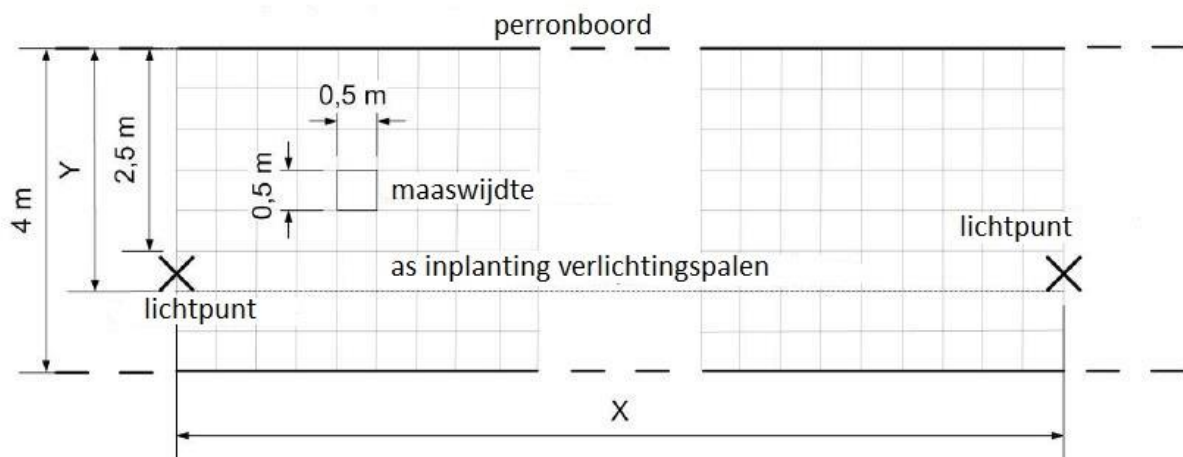 perronboord
0,5 m
0,5 m
maaswijdte
2,5 m
Y
4 m
lichtpunt
as inplanting verlichtingspalen
lichtpunt
X